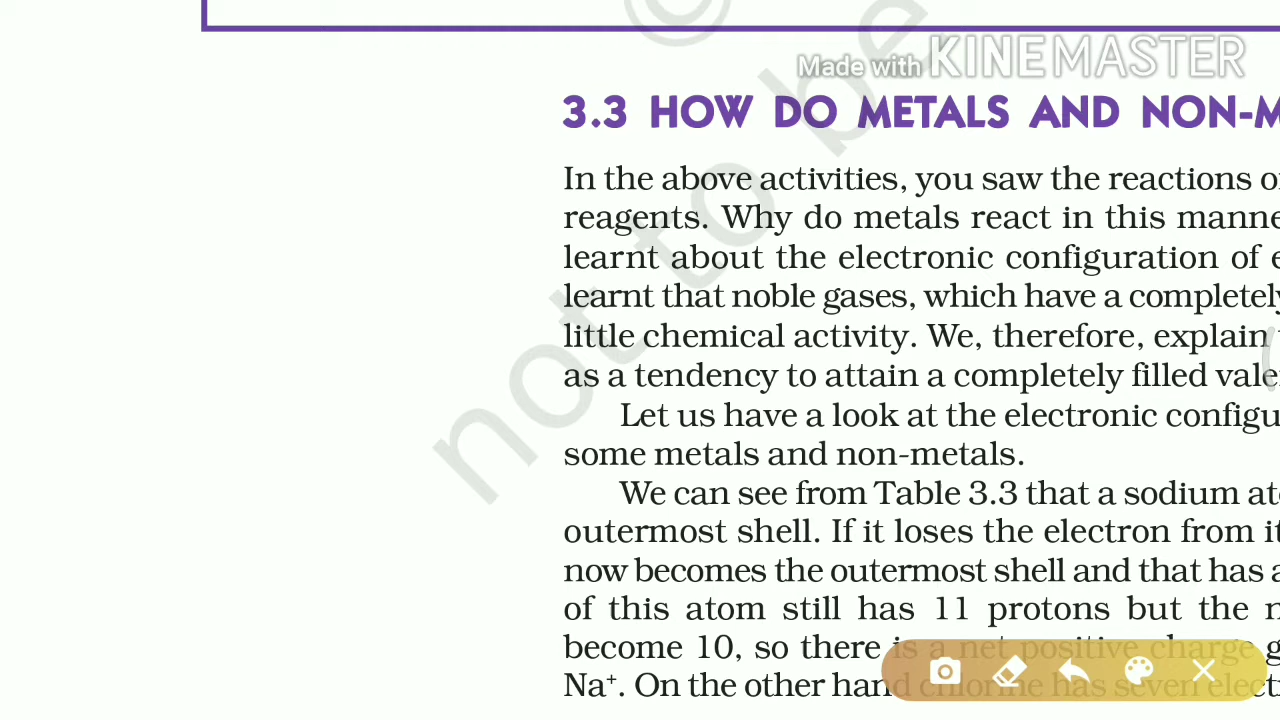 ©
not to be
Made with KINEMASTER
3.3 HOW DO METALS AND NON-M
In the above activities, you saw the reactions o
reagents. Why do metals react in this manne
learnt about the electronic configuration of e
learnt that noble gases, which have a completely
little chemical activity. We, therefore, explain
as a tendency to attain a completely filled vale
Let us have a look at the electronic configu
some metals and non-metals.
We can see from Table 3.3 that a sodium ato
outermost shell. If it loses the electron from it
now becomes the outermost shell and that has a
of this atom still has 11 protons but the n
become 10, so there is a net positive charge g
Na⁺. On the other hand chlorine has seven elect